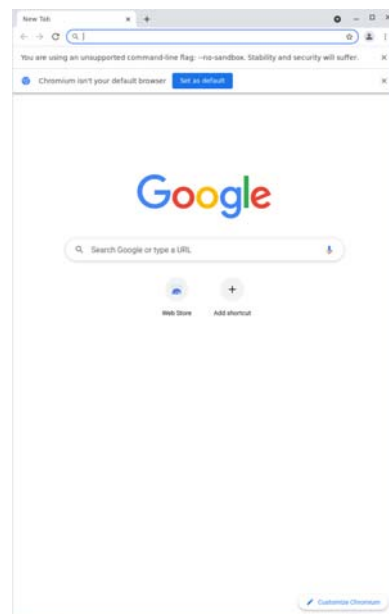 New Tab
You are using an unsupported command-line flag: --no-sandbox. Stability and security will suffer.
Chromium isn't your default browser Set as default
Google
Search Google or type a URL
Web Store Add shortcut
Customize Chromium